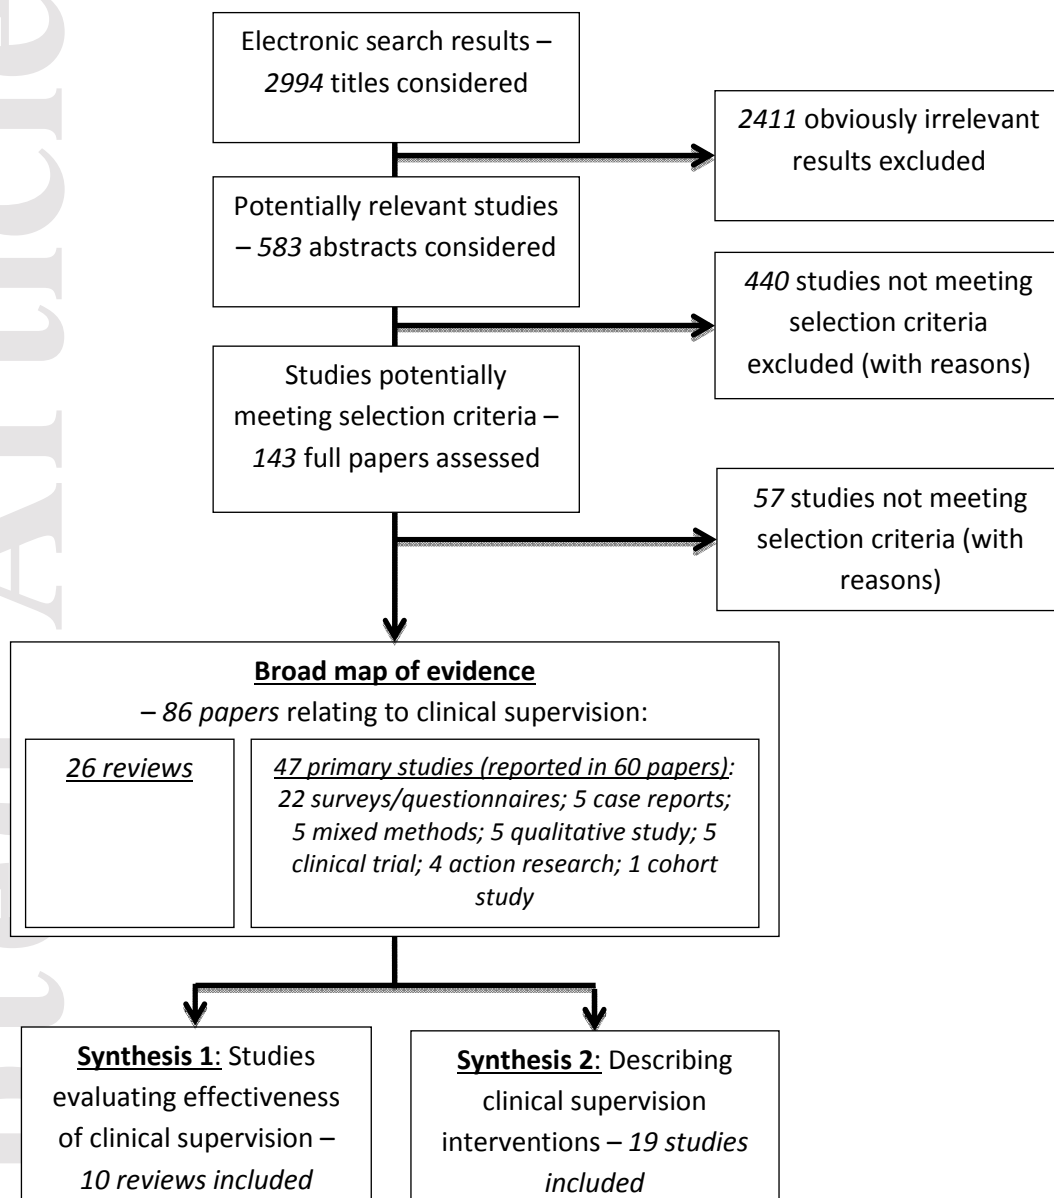 Electronic search results –
2994 titles considered
2411 obviously irrelevant
results excluded
Potentially relevant studies
– 583 abstracts considered
440 studies not meeting
selection criteria
excluded (with reasons)
Studies potentially
meeting selection criteria –
143 full papers assessed
57 studies not meeting
selection criteria (with
reasons)
Broad map of evidence
– 86 papers relating to clinical supervision:
26 reviews
47 primary studies (reported in 60 papers):
22 surveys/questionnaires; 5 case reports;
5 mixed methods; 5 qualitative study; 5
clinical trial; 4 action research; 1 cohort
study
Synthesis 1: Studies
evaluating effectiveness
of clinical supervision –
10 reviews included
Synthesis 2: Describing
clinical supervision
interventions – 19 studies
included
Article